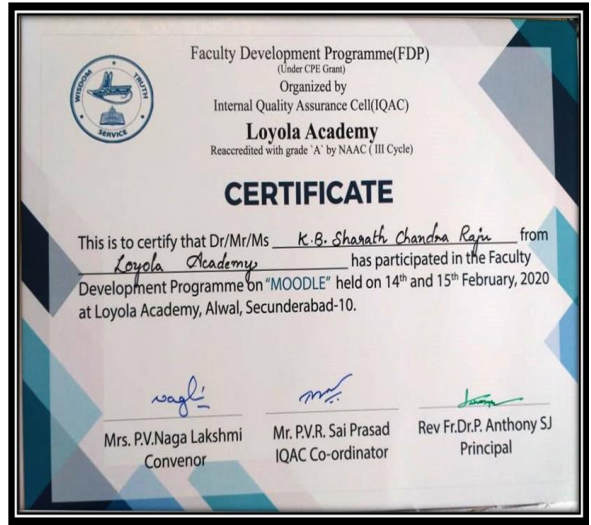 WISDOM TRUTH
SERVICE
Faculty Development Programme(FDP)
(Under CPE Grant)
Organized by
Internal Quality Assurance Cell(IQAC)
Loyola Academy
Reaccredited with grade `A` by NAAC ( III Cycle)
CERTIFICATE
This is to certify that Dr/Mr/Ms K.B. Sharath Chandra Raju from
Loyola Academy has participated in the Faculty
Development Programme on “MOODLE” held on 14th and 15th February, 2020
at Loyola Academy, Alwal, Secunderabad-10.
Mrs. P.V.Naga Lakshmi
Convenor
Mr. P.V.R. Sai Prasad
IQAC Co-ordinator
Rev Fr.Dr.P. Anthony SJ
Principal